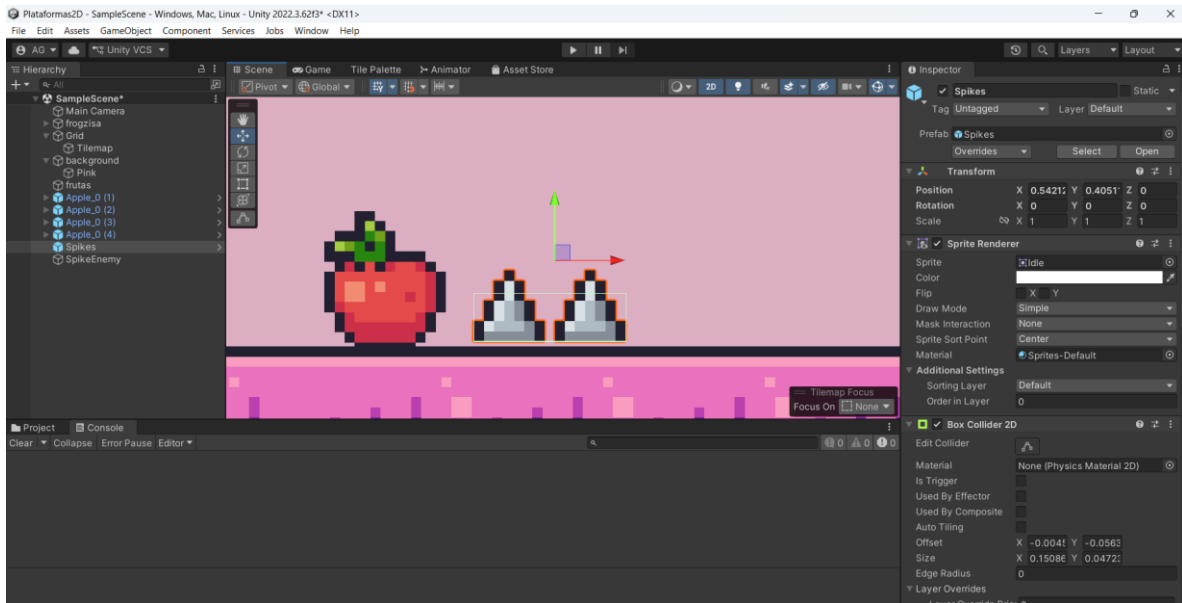 Plataformas2D - SampleScene - Windows, Mac, Linux - Unity 2022.3.62f3* <DX11>
File Edit Assets GameObject Component Services Jobs Window Help
AG Unity VCS Layers Layout
Hierarchy
All
SampleScene*
Main Camera
frogzisa
Grid
Tilemap
background
Pink
frutas
Apple_0 (1)
Apple_0 (2)
Apple_0 (3)
Apple_0 (4)
Spikes
SpikeEnemy
Scene Game Tile Palette Animator Asset Store
Pivot Global 2D
Tilemap Focus
Focus On None
Project Console
Clear Collapse Error Pause Editor 0 0 0
Inspector
Spikes Static
Tag Untagged Layer Default
Prefab Spikes
Overrides Select Open
Transform
Position X 0.54212 Y 0.4051 Z 0
Rotation X 0 Y 0 Z 0
Scale X 1 Y 1 Z 1
Sprite Renderer
Sprite Idle
Color
Flip X Y
Draw Mode Simple
Mask Interaction None
Sprite Sort Point Center
Material Sprites-Default
Additional Settings
Sorting Layer Default
Order in Layer 0
Box Collider 2D
Edit Collider
Material None (Physics Material 2D)
Is Trigger
Used By Effector
Used By Composite
Auto Tiling
Offset X -0.0045 Y -0.0563
Size X 0.15086 Y 0.04723
Edge Radius 0
Layer Overrides